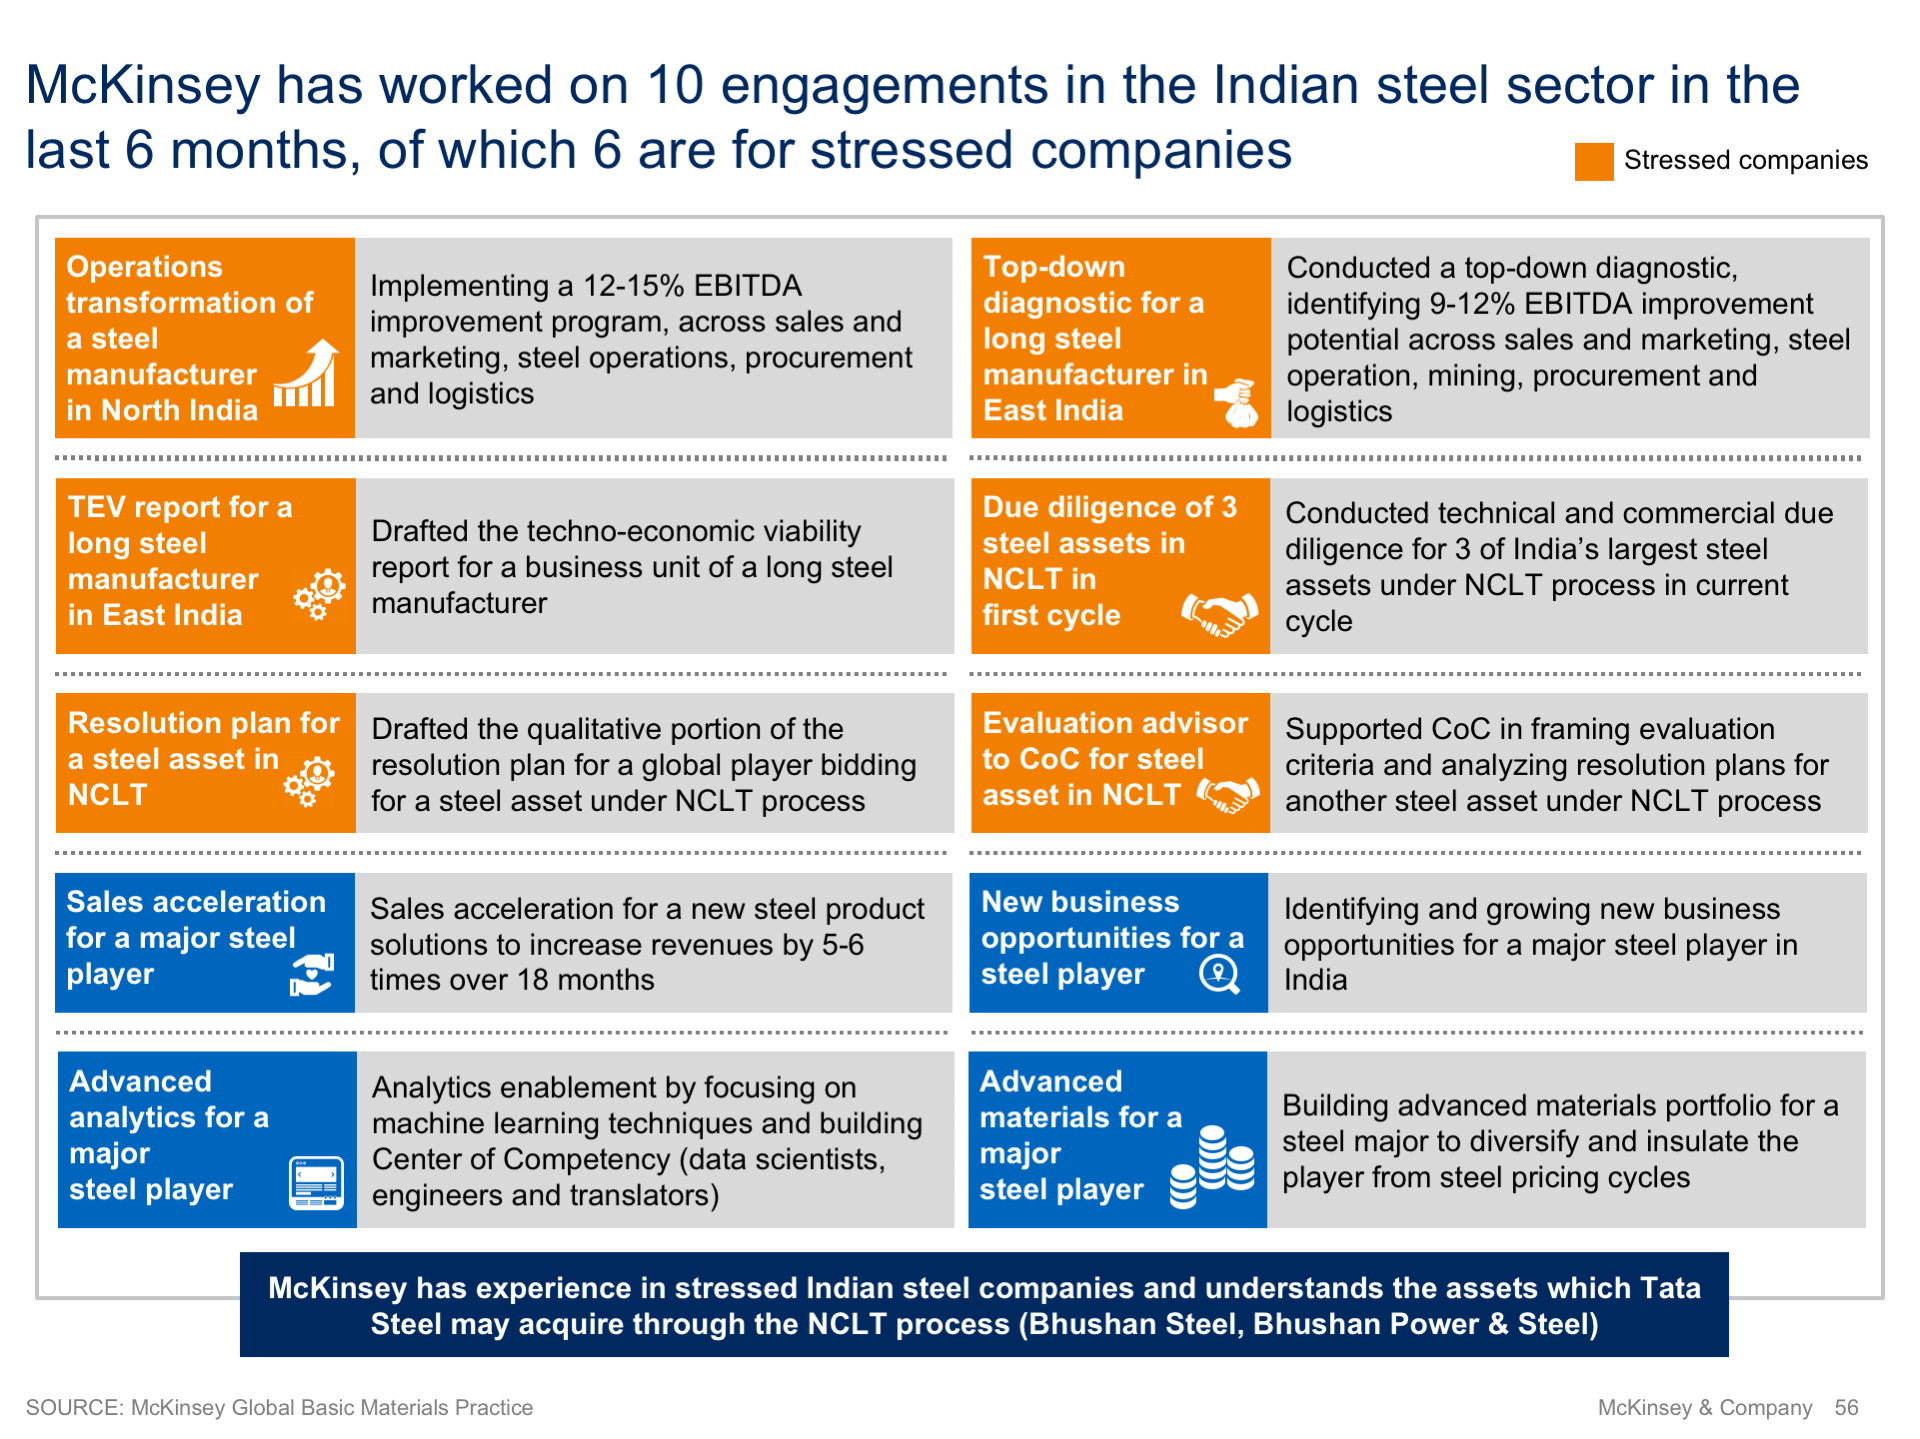 McKinsey has worked on 10 engagements in the Indian steel sector in the
last 6 months, of which 6 are for stressed companies
Stressed companies
Operations
transformation of
a steel
manufacturer
in North India
Implementing a 12-15% EBITDA
improvement program, across sales and
marketing, steel operations, procurement
and logistics
Top-down
diagnostic for a
long steel
manufacturer in
East India
Conducted a top-down diagnostic,
identifying 9-12% EBITDA improvement
potential across sales and marketing, steel
operation, mining, procurement and
logistics
TEV report for a
long steel
manufacturer
in East India
Drafted the techno-economic viability
report for a business unit of a long steel
manufacturer
Due diligence of 3
steel assets in
NCLT in
first cycle
Conducted technical and commercial due
diligence for 3 of India’s largest steel
assets under NCLT process in current
cycle
Resolution plan for
a steel asset in
NCLT
Drafted the qualitative portion of the
resolution plan for a global player bidding
for a steel asset under NCLT process
Evaluation advisor
to CoC for steel
asset in NCLT
Supported CoC in framing evaluation
criteria and analyzing resolution plans for
another steel asset under NCLT process
Sales acceleration
for a major steel
player
Sales acceleration for a new steel product
solutions to increase revenues by 5-6
times over 18 months
New business
opportunities for a
steel player
Identifying and growing new business
opportunities for a major steel player in
India
Advanced
analytics for a
major
steel player
Analytics enablement by focusing on
machine learning techniques and building
Center of Competency (data scientists,
engineers and translators)
Advanced
materials for a
major
steel player
Building advanced materials portfolio for a
steel major to diversify and insulate the
player from steel pricing cycles
McKinsey has experience in stressed Indian steel companies and understands the assets which Tata
Steel may acquire through the NCLT process (Bhushan Steel, Bhushan Power & Steel)
SOURCE: McKinsey Global Basic Materials Practice
McKinsey & Company 56